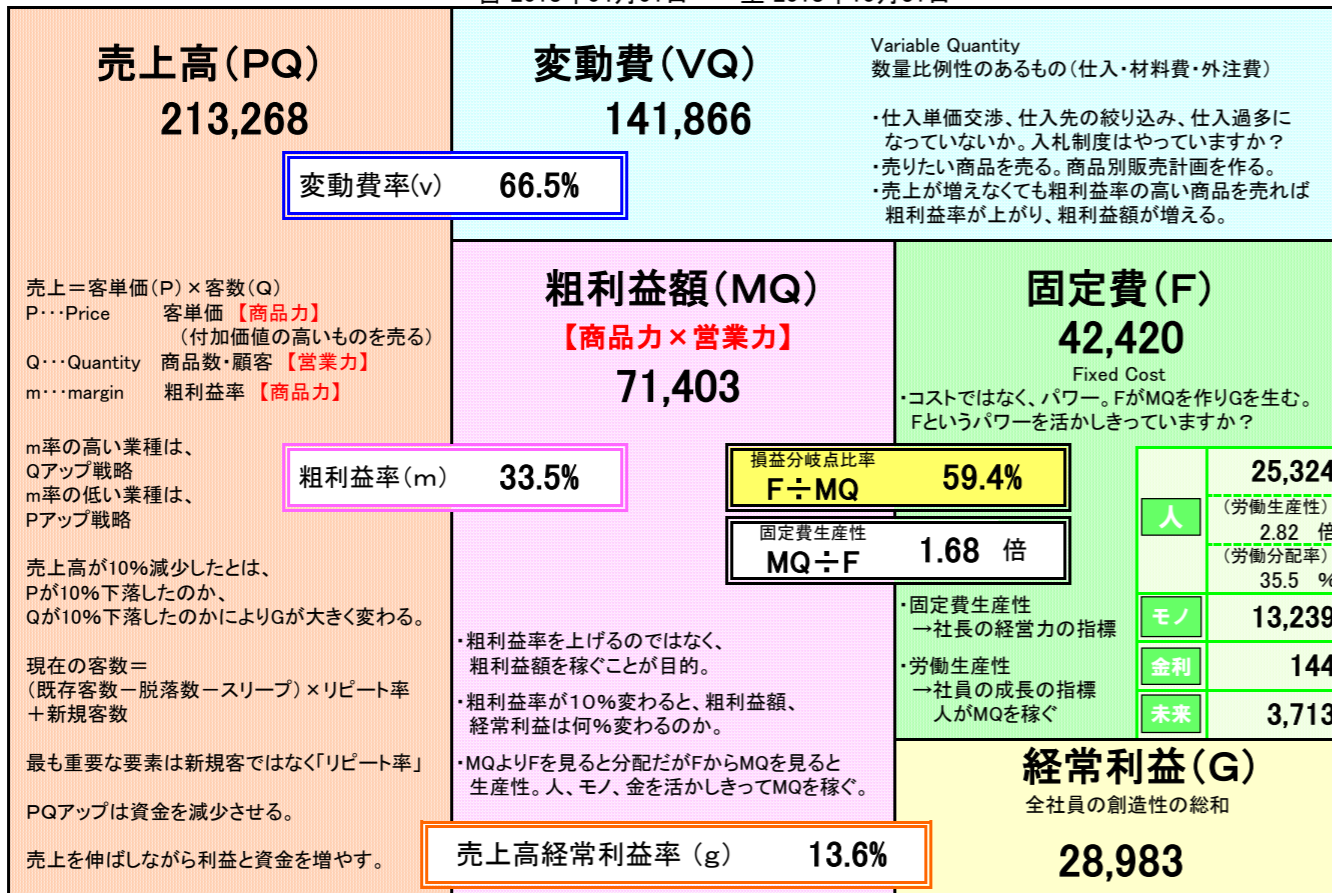 売上高(PQ)
213,268
変動費率(v) 66.5%
売上＝客単価(P)×客数(Q)
P・・・Price 客単価【商品力】
(付加価値の高いものを売る)
Q・・・Quantity 商品数・顧客【営業力】
m・・・margin 粗利益率【商品力】
m率の高い業種は、
Qアップ戦略
m率の低い業種は、
Pアップ戦略
売上高が10%減少したとは、
Pが10%下落したのか、
Qが10%下落したのかによりGが大きく変わる。
現在の客数＝
(既存客数－脱落数－スリープ)×リピート率
＋新規客数
最も重要な要素は新規客ではなく「リピート率」
PQアップは資金を減少させる。
売上を伸ばしながら利益と資金を増やす。
変動費(VQ)
141,866
Variable Quantity
数量比例性のあるもの(仕入・材料費・外注費)
・仕入単価交渉、仕入先の絞り込み、仕入過多に
なっていないか。入札制度はやっていますか？
・売りたい商品を売る。商品別販売計画を作る。
・売上が増えなくても粗利益率の高い商品を売れば
粗利益率が上がり、粗利益額が増える。
粗利益額(MQ)
【商品力×営業力】
71,403
粗利益率(m) 33.5%
損益分岐点比率
F÷MQ 59.4%
固定費生産性
MQ÷F 1.68 倍
・粗利益率を上げるのではなく、
粗利益額を稼ぐことが目的。
・粗利益率が10%変わると、粗利益額、
経常利益は何%変わるのか。
・MQよりFを見ると分配だがFからMQを見ると
生産性。人、モノ、金を活かしきってMQを稼ぐ。
売上高経常利益率 (g) 13.6%
固定費(F)
42,420
Fixed Cost
・コストではなく、パワー。FがMQを作りGを生む。
Fというパワーを活かしきっていますか？
人 25,324
(労働生産性)
2.82 倍
(労働分配率)
35.5 %
・固定費生産性
→社長の経営力の指標
・労働生産性
→社員の成長の指標
人がMQを稼ぐ
モノ 13,239
金利 144
未来 3,713
経常利益(G)
全社員の創造性の総和
28,983